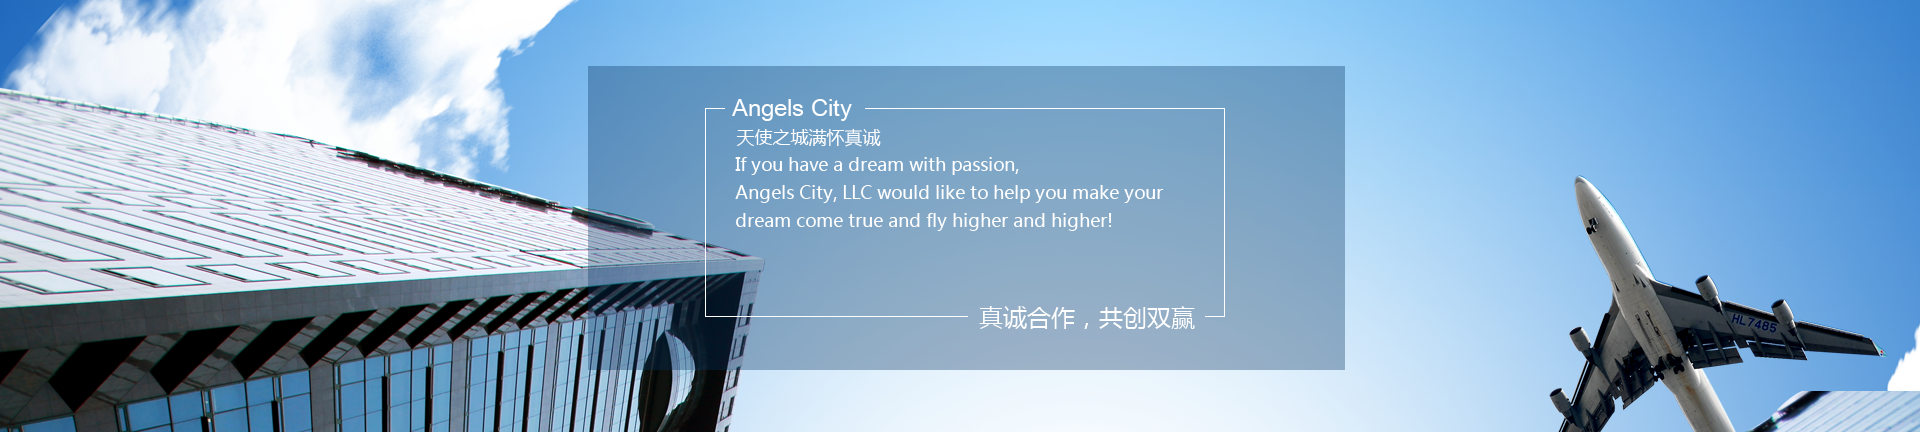 Angels City
天使之城满怀真诚
If you have a dream with passion,
Angels City, LLC would like to help you make your
dream come true and fly higher and higher!
真诚合作，共创双赢
HL7485